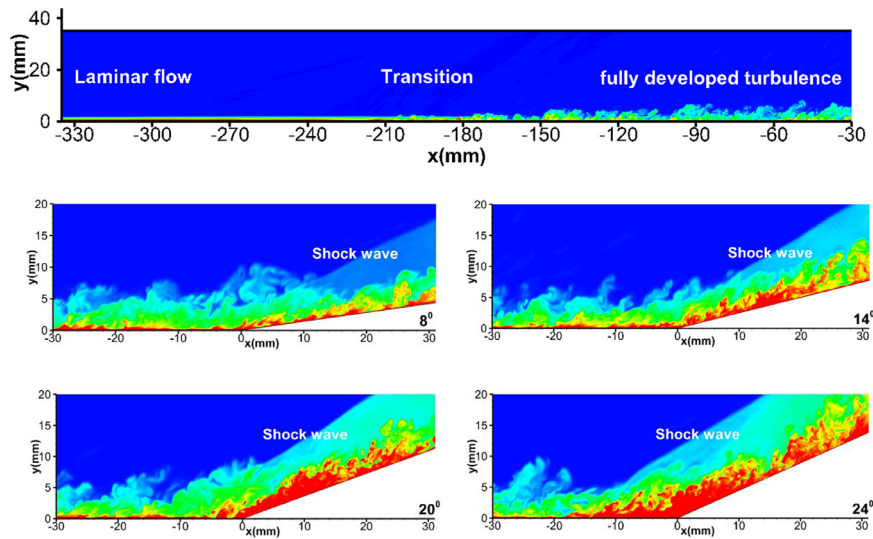 40
20
0
y(mm)
Laminar flow
Transition
fully developed turbulence
-330 -300 -270 -240 -210 -180 -150 -120 -90 -60 -30
x(mm)
20
15
10
5
0
y(mm)
Shock wave
8⁰
-30 -20 -10 0 10 20 30
x(mm)
20
15
10
5
0
y(mm)
Shock wave
14⁰
-30 -20 -10 0 10 20 30
x(mm)
20
15
10
5
0
y(mm)
Shock wave
20⁰
-30 -20 -10 0 10 20 30
x(mm)
20
15
10
5
0
y(mm)
Shock wave
24⁰
-30 -20 -10 0 10 20 30
x(mm)